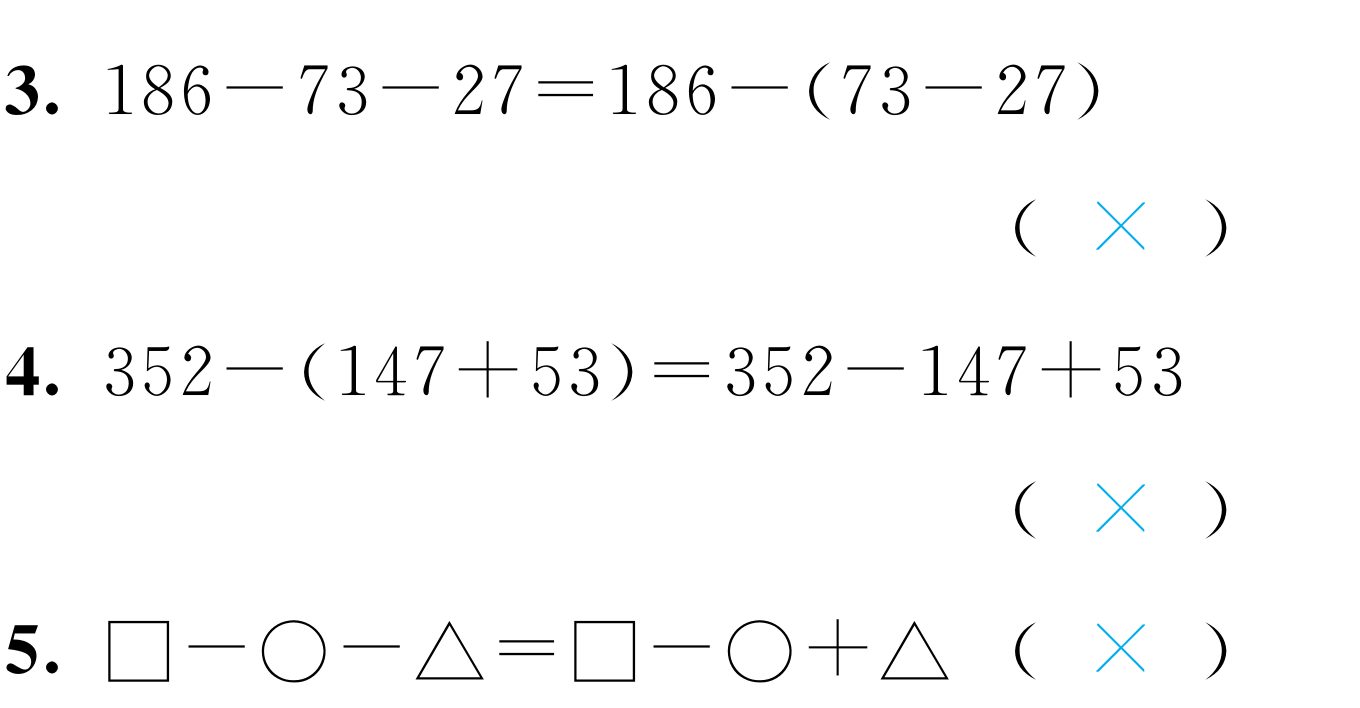 3. 186-73-27=186-(73-27)
( × )
4. 352-(147+53)=352-147+53
( × )
5. □-○-△=□-○+△ ( × )